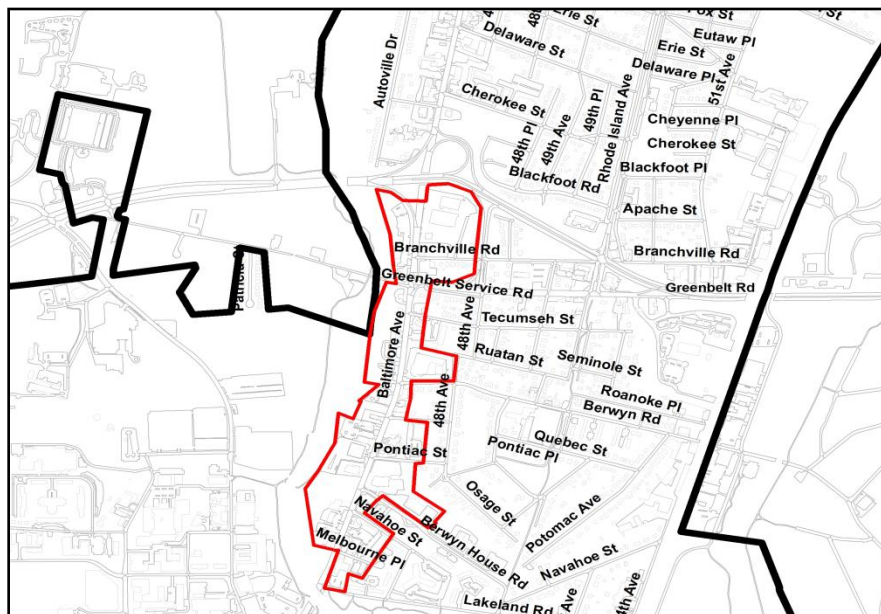 48th Ave
Erie St
Fox St
Eutaw Pl
Delaware St
Erie St
Delaware Pl
51st Ave
Autoville Dr
Cherokee St
48th Pl
49th Ave
49th Pl
Rhode Island Ave
Cheyenne Pl
Cherokee St
Blackfoot Rd
Blackfoot Pl
Apache St
Branchville Rd
Branchville Rd
Greenbelt Service Rd
Greenbelt Rd
Patricia Ct
Baltimore Ave
48th Ave
Tecumseh St
Ruatan St
Seminole St
Roanoke Pl
Berwyn Rd
48th Ave
Pontiac St
Pontiac Pl
Quebec St
Osage St
Potomac Ave
Navahoe St
Melbourne Pl
Berwyn House Rd
Navahoe St
Lakeland Rd
Ave